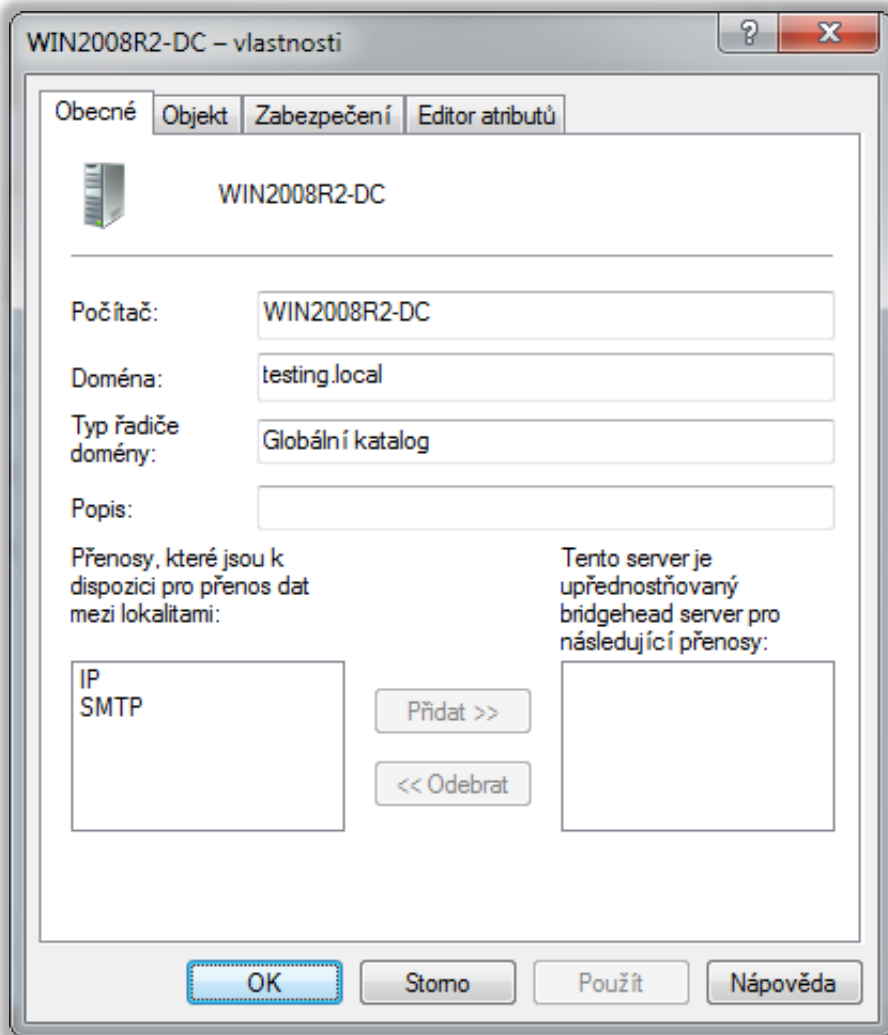 WIN2008R2-DC – vlastnosti
Obecné
Objekt
Zabezpečení
Editor atributů
WIN2008R2-DC
Počítač:
WIN2008R2-DC
Doména:
testing.local
Typ řadiče
domény:
Globální katalog
Popis:
Přenosy, které jsou k
dispozici pro přenos dat
mezi lokalitami:
Tento server je
upřednostňovaný
bridgehead server pro
následující přenosy:
IP
SMTP
Přidat >>
<< Odebrat
OK
Storno
Použít
Nápověda